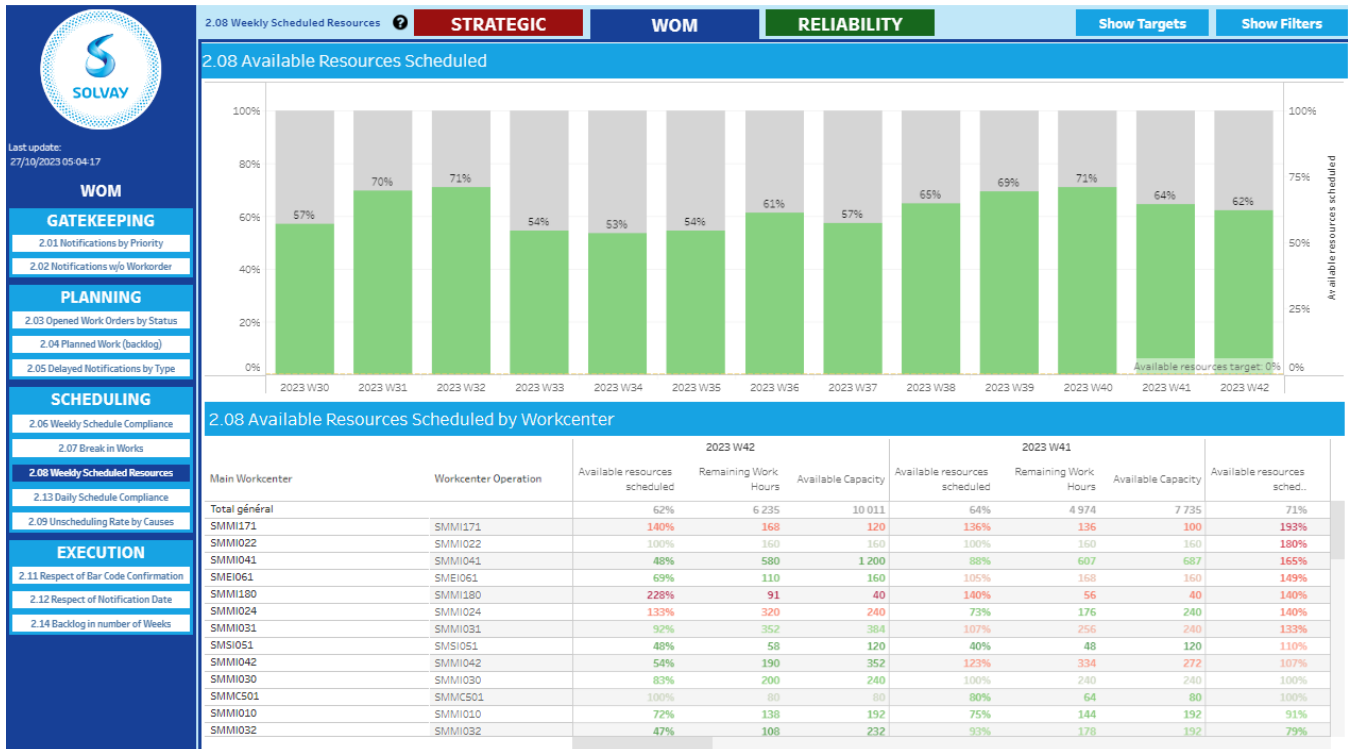 SOLVAY
Last update:
27/10/2023 05:04:17
WOM
GATEKEEPING
2.01 Notifications by Priority
2.02 Notifications w/o Workorder
PLANNING
2.03 Opened Work Orders by Status
2.04 Planned Work (backlog)
2.05 Delayed Notifications by Type
SCHEDULING
2.06 Weekly Schedule Compliance
2.07 Break in Works
2.08 Weekly Scheduled Resources
2.13 Daily Schedule Compliance
2.09 Unscheduling Rate by Causes
EXECUTION
2.11 Respect of Bar Code Confirmation
2.12 Respect of Notification Date
2.14 Backlog in number of Weeks
2.08 Weekly Scheduled Resources ? STRATEGIC WOM RELIABILITY Show Targets Show Filters
2.08 Available Resources Scheduled
100% 80% 60% 40% 20% 0%
57% 70% 71% 54% 53% 54% 61% 57% 65% 69% 71% 64% 62%
100% 75% 50% 25% 0%
Available resources scheduled
Available resources target: 0%
2023 W30 2023 W31 2023 W32 2023 W33 2023 W34 2023 W35 2023 W36 2023 W37 2023 W38 2023 W39 2023 W40 2023 W41 2023 W42
2.08 Available Resources Scheduled by Workcenter
2023 W42 2023 W41
Main Workcenter Workcenter Operation Available resources scheduled Remaining Work Hours Available Capacity Available resources scheduled Remaining Work Hours Available Capacity Available resources sched..
Total général 62% 6 235 10 011 64% 4 974 7 735 71%
SMMI171 SMMI171 140% 168 120 136% 136 100 193%
SMMI022 SMMI022 100% 160 160 100% 160 160 180%
SMMI041 SMMI041 48% 580 1 200 88% 607 687 165%
SMEI061 SMEI061 69% 110 160 105% 168 160 149%
SMMI180 SMMI180 228% 91 40 140% 56 40 140%
SMMI024 SMMI024 133% 320 240 73% 176 240 140%
SMMI031 SMMI031 92% 352 384 107% 256 240 133%
SMSI051 SMSI051 48% 58 120 40% 48 120 110%
SMMI042 SMMI042 54% 190 352 123% 334 272 107%
SMMI030 SMMI030 83% 200 240 100% 240 240 100%
SMMC501 SMMC501 100% 80 80 80% 64 80 100%
SMMI010 SMMI010 72% 138 192 75% 144 192 91%
SMMI032 SMMI032 47% 108 232 93% 178 192 79%